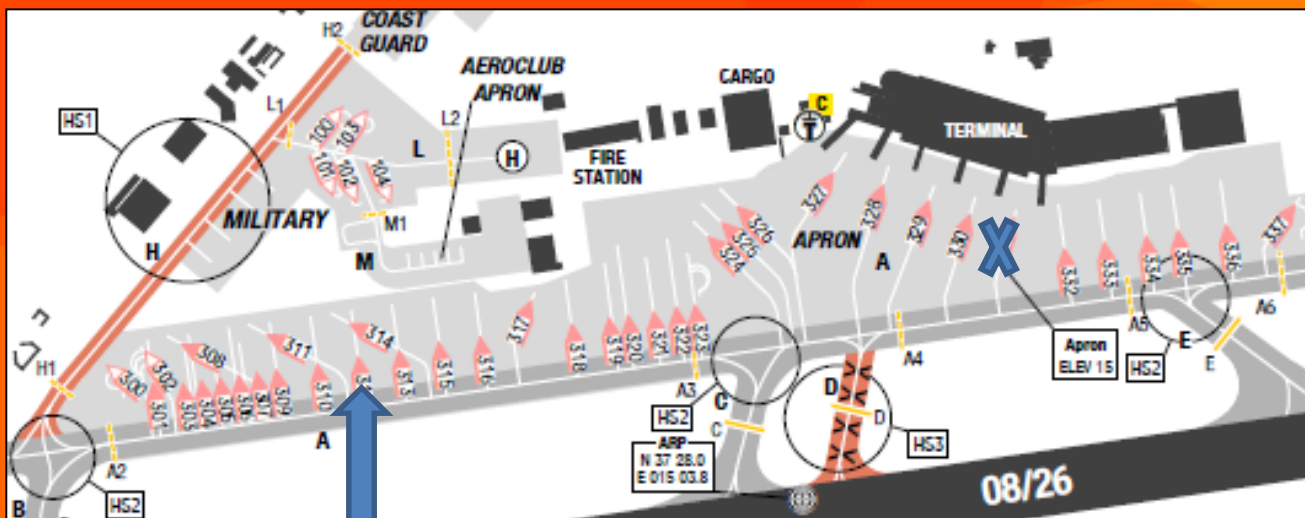 H2
COAST
GUARD
AEROCLUB
APRON
CARGO
C
T
TERMINAL
HS1
L1
100
103
L2
L
H
FIRE
STATION
101
102
104
MILITARY
M1
M
H
327
328
329
330
326
325
324
APRON
A
332
333
334
335
336
337
A5
A6
E
E
HS2
Apron
ELEV 15
H1
300
302
308
311
314
317
301
303
304
305
306
307
309
310
31
313
315
316
318
319
320
321
322
323
A3
A4
A2
A
B
HS2
HS2
C
C
D
D
HS3
ARP
N 37 28.0
E 015 03.8
08/26